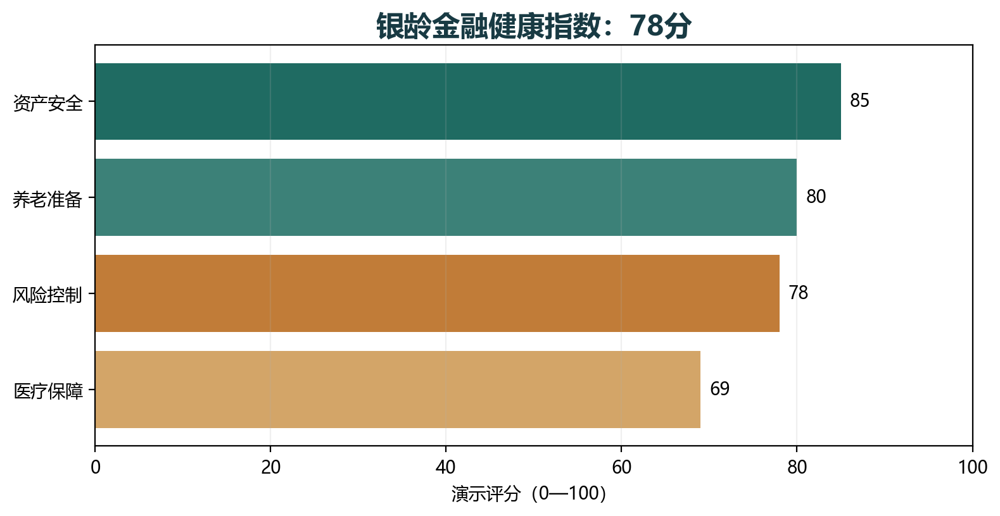 银龄金融健康指数：78分
资产安全
85
养老准备
80
风险控制
78
医疗保障
69
0 20 40 60 80 100
演示评分（0—100）